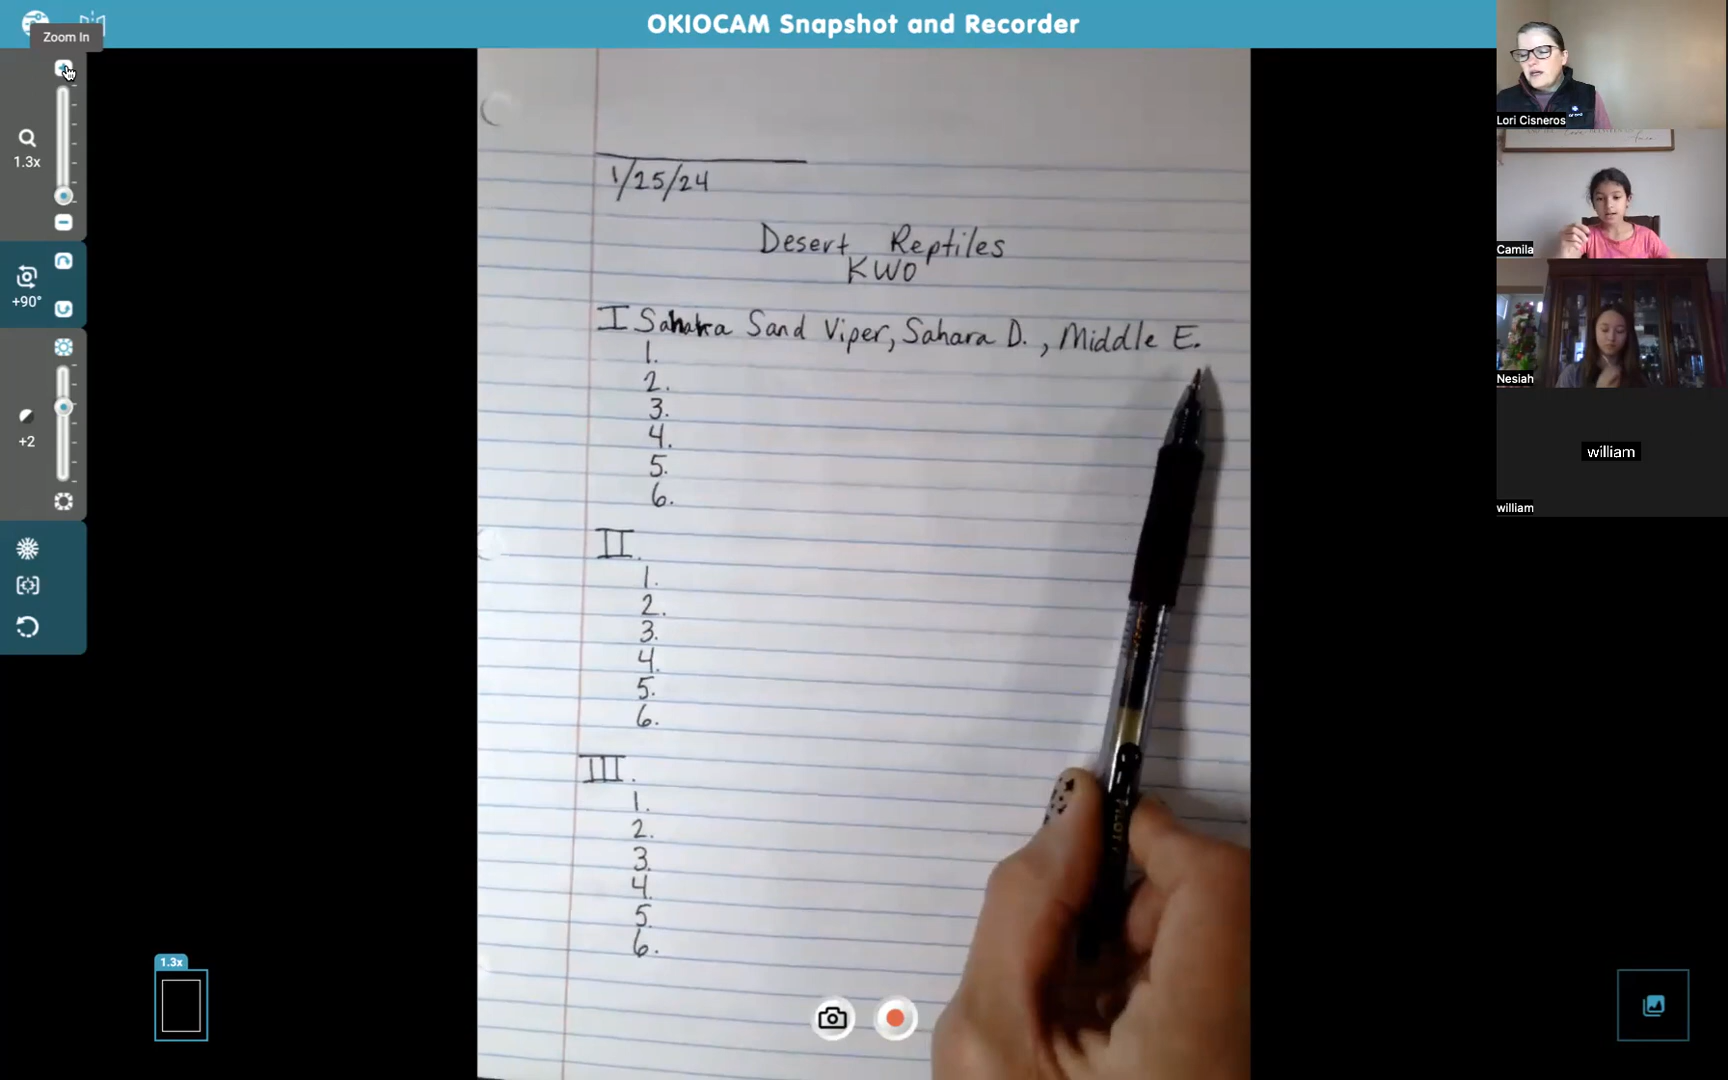 OKIOCAM Snapshot and Recorder
Zoom In
1.3x
+90°
+2
1.3x
1/25/24
Desert Reptiles
KWO
I Sahara Sand Viper, Sahara D., Middle E.
1.
2.
3.
4.
5.
6.
II.
1.
2.
3.
4.
5.
6.
III.
1.
2.
3.
4.
5.
6.
Lori Cisneros
Camila
Nesiah
william
william